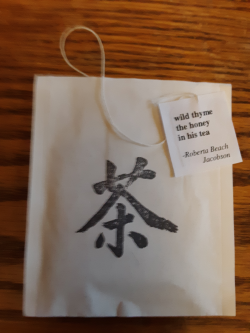 wild thyme
the honey
in his tea
-Roberta Beach
Jacobson
茶